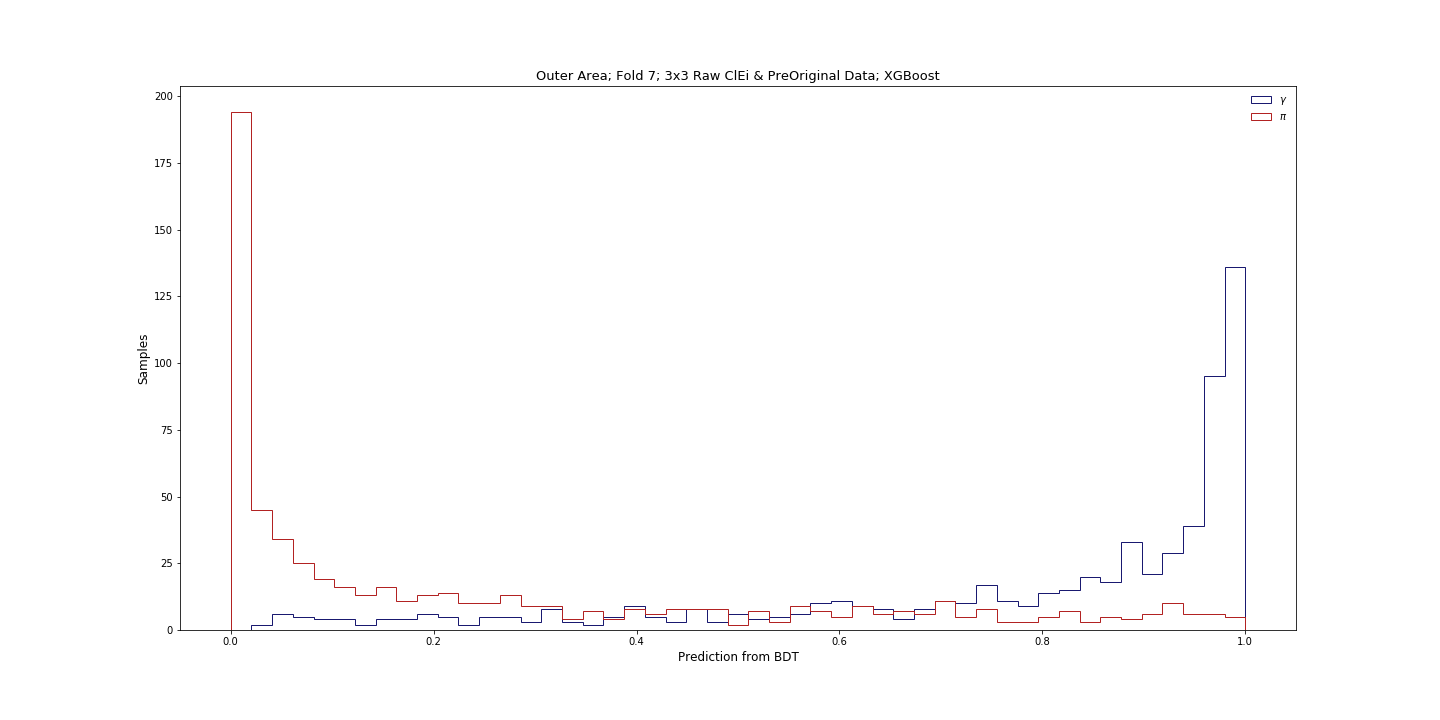 Outer Area; Fold 7; 3x3 Raw ClEi & PreOriginal Data; XGBoost
200
175
150
125
100
75
50
25
0
Samples
γ
π
0.0 0.2 0.4 0.6 0.8 1.0
Prediction from BDT